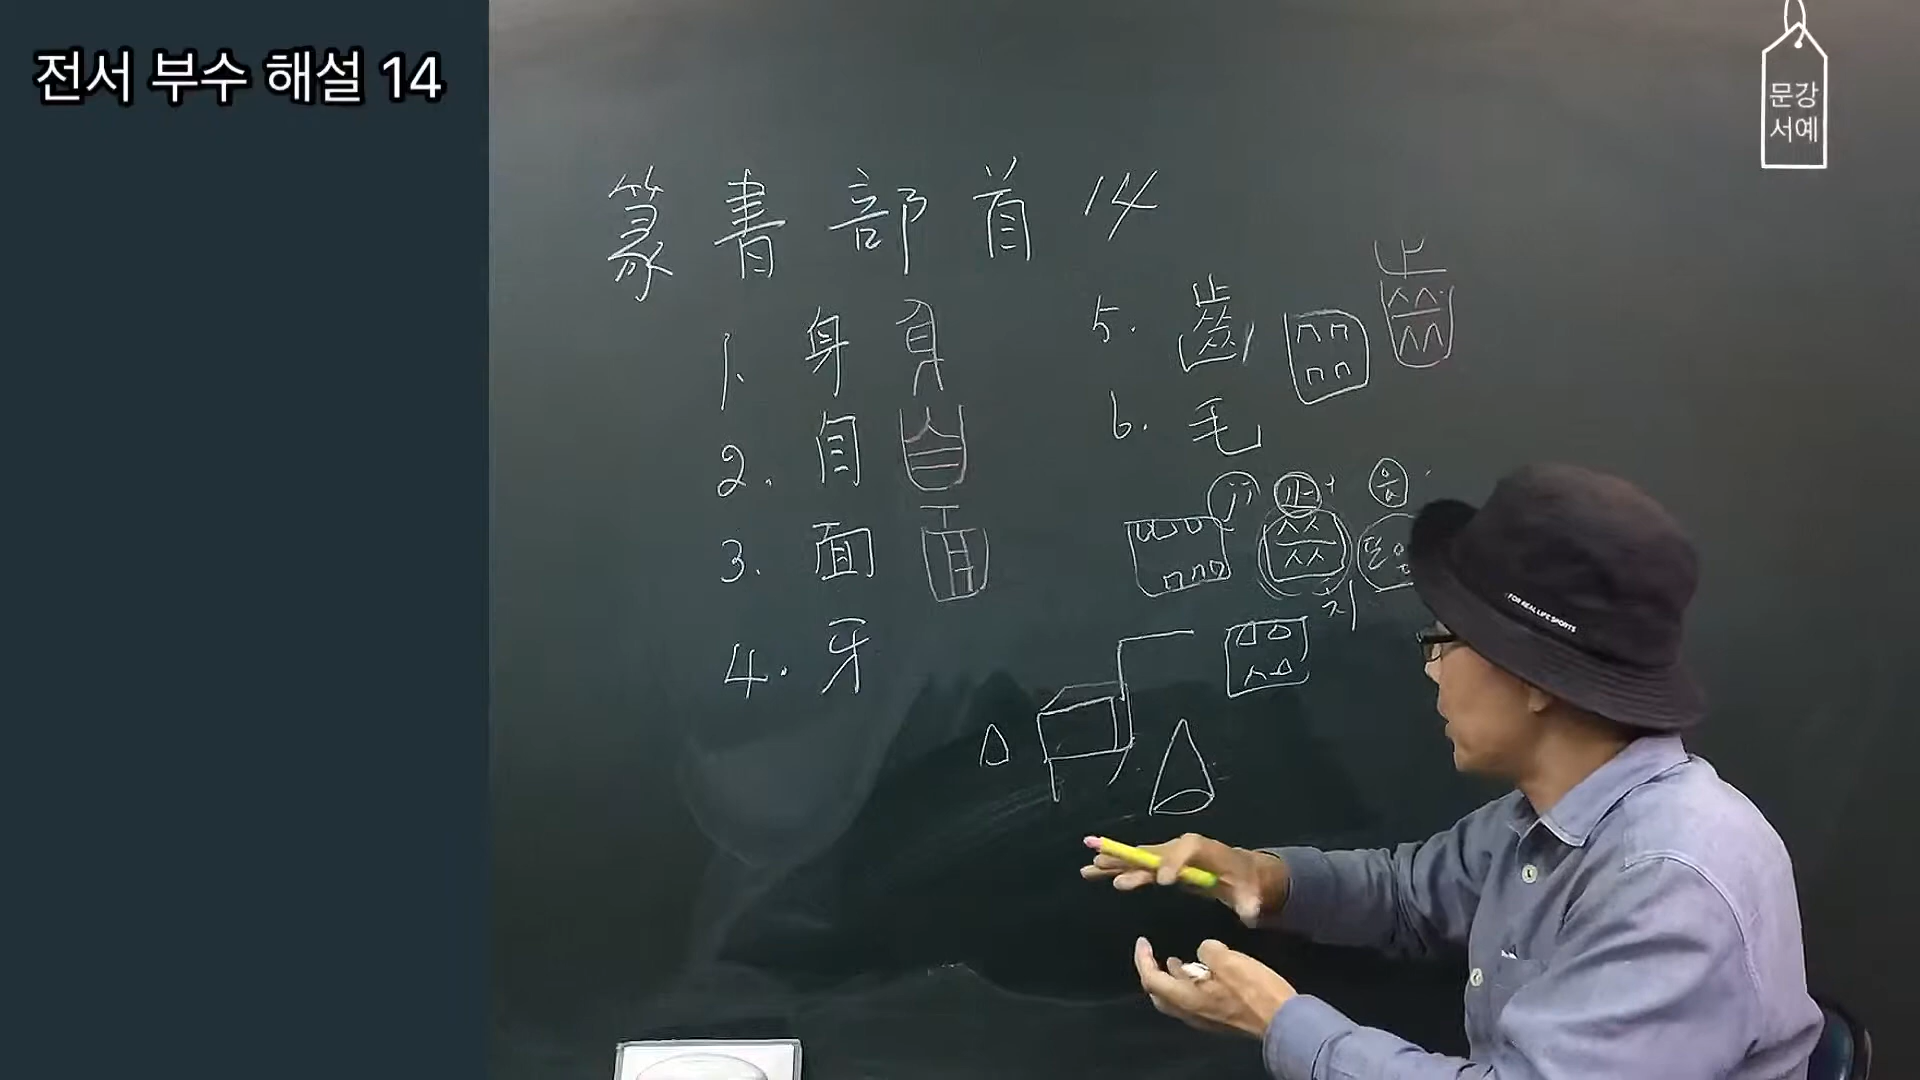 전서 부수 해설 14
문강
서예
篆書部首 14
1. 身
2. 自
3. 面
4. 牙
5. 齒
6. 毛
치
FOR REAL LIFE SPORTS